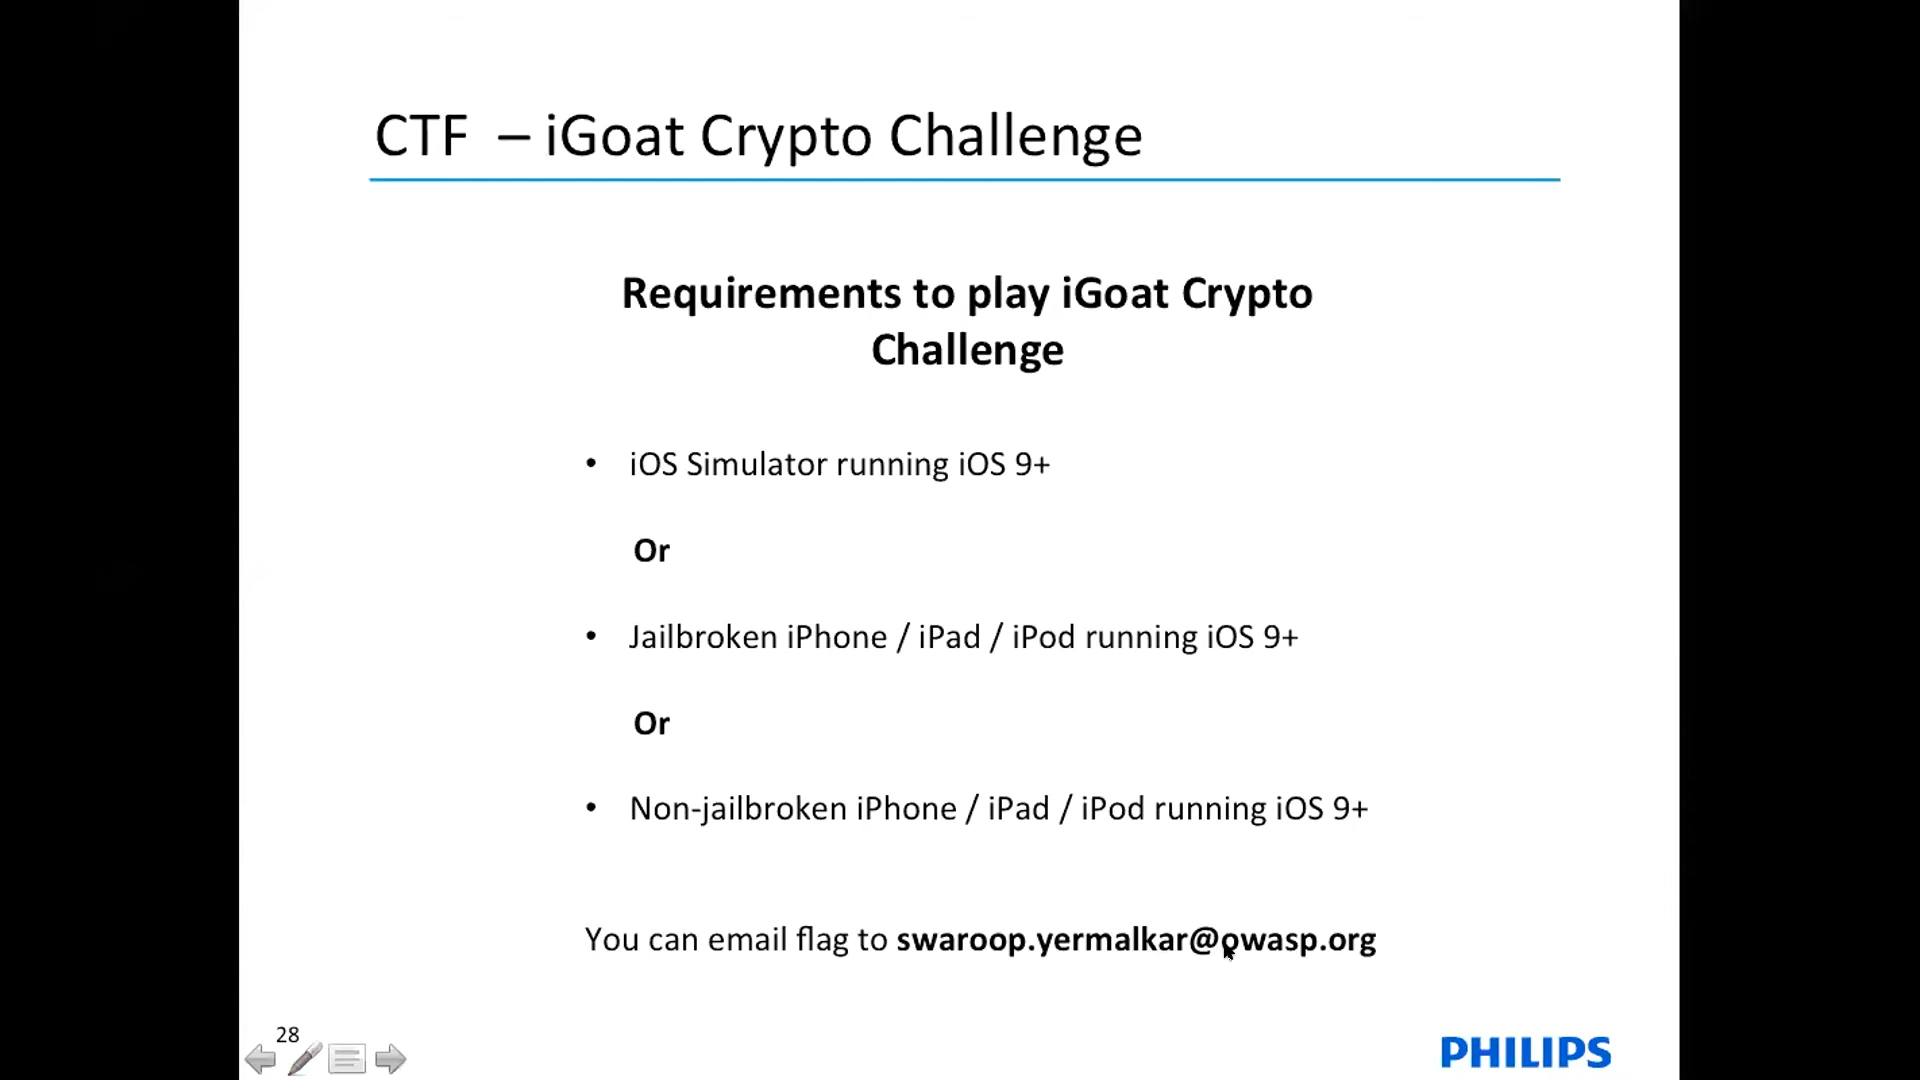 CTF – iGoat Crypto Challenge
Requirements to play iGoat Crypto
Challenge
• iOS Simulator running iOS 9+
Or
• Jailbroken iPhone / iPad / iPod running iOS 9+
Or
• Non-jailbroken iPhone / iPad / iPod running iOS 9+
You can email flag to swaroop.yermalkar@owasp.org
28
PHILIPS